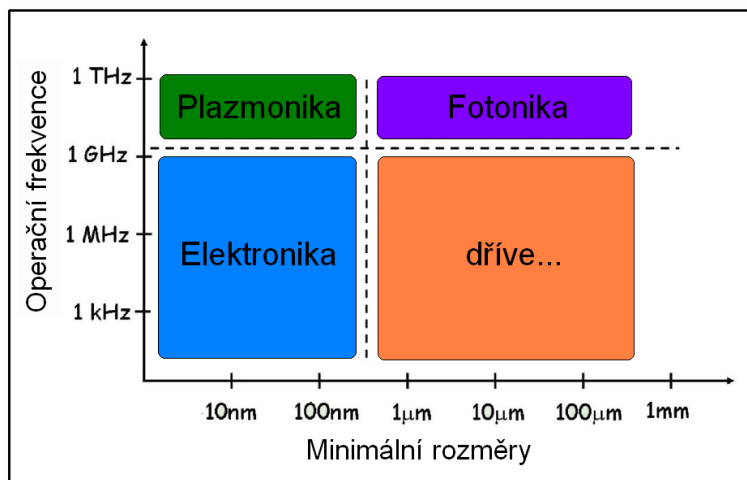 Operační frekvence
1 THz
1 GHz
1 MHz
1 kHz
Plazmonika
Fotonika
Elektronika
dříve...
10nm 100nm 1μm 10μm 100μm 1mm
Minimální rozměry